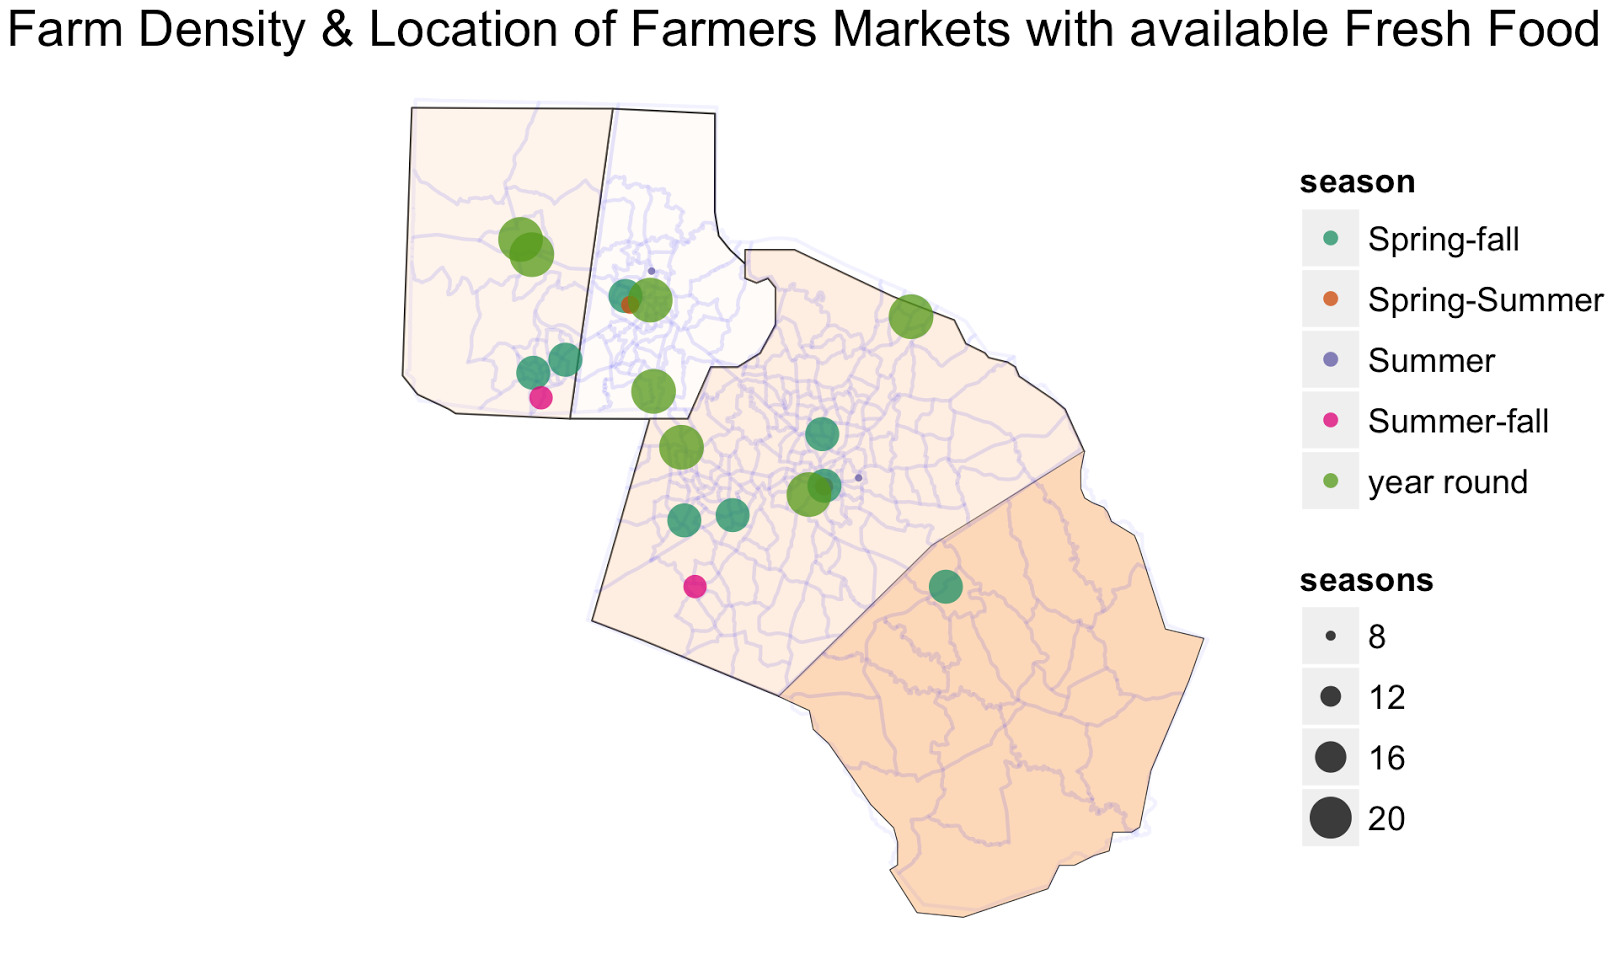 Farm Density & Location of Farmers Markets with available Fresh Food
season
Spring-fall
Spring-Summer
Summer
Summer-fall
year round
seasons
8
12
16
20